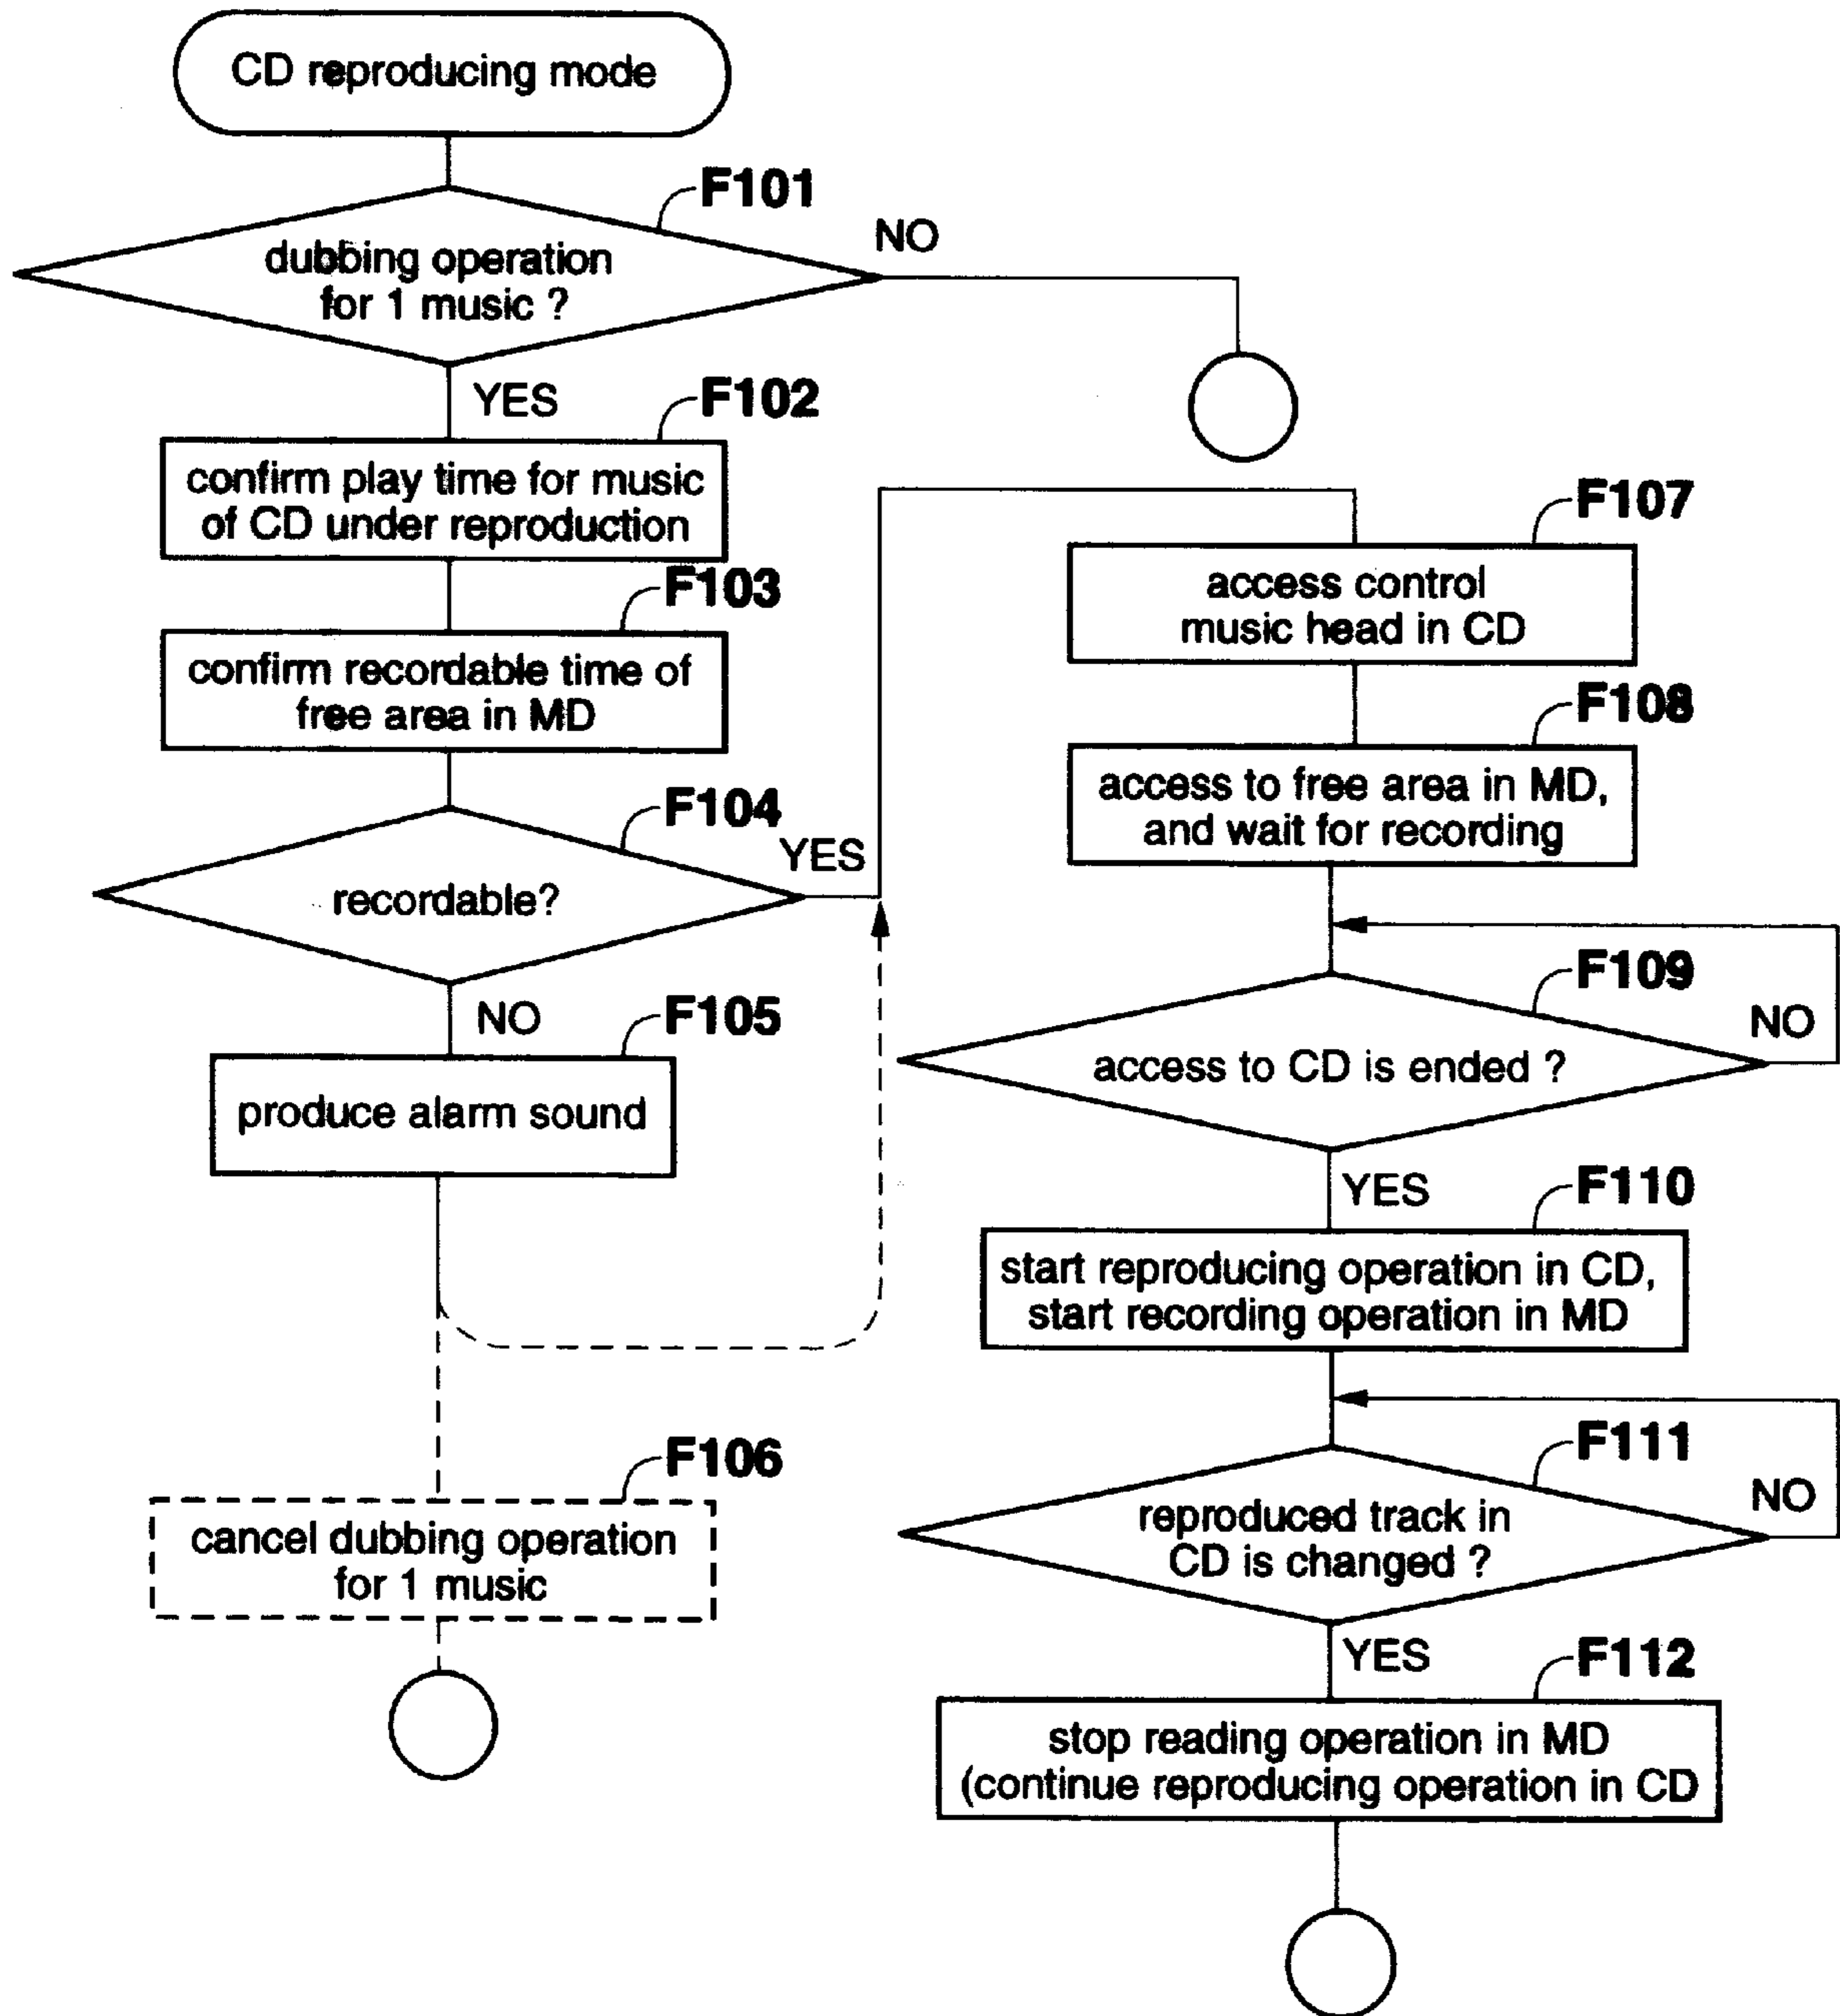 CD reproducing mode
F101
dubbing operation
for 1 music ?
NO
YES
F102
confirm play time for music
of CD under reproduction
F103
confirm recordable time of
free area in MD
F104
YES
recordable?
NO
F105
produce alarm sound
F106
cancel dubbing operation
for 1 music
F107
access control
music head in CD
F108
access to free area in MD,
and wait for recording
F109
NO
access to CD is ended ?
YES
F110
start reproducing operation in CD,
start recording operation in MD
F111
NO
reproduced track in
CD is changed ?
YES
F112
stop reading operation in MD
(continue reproducing operation in CD